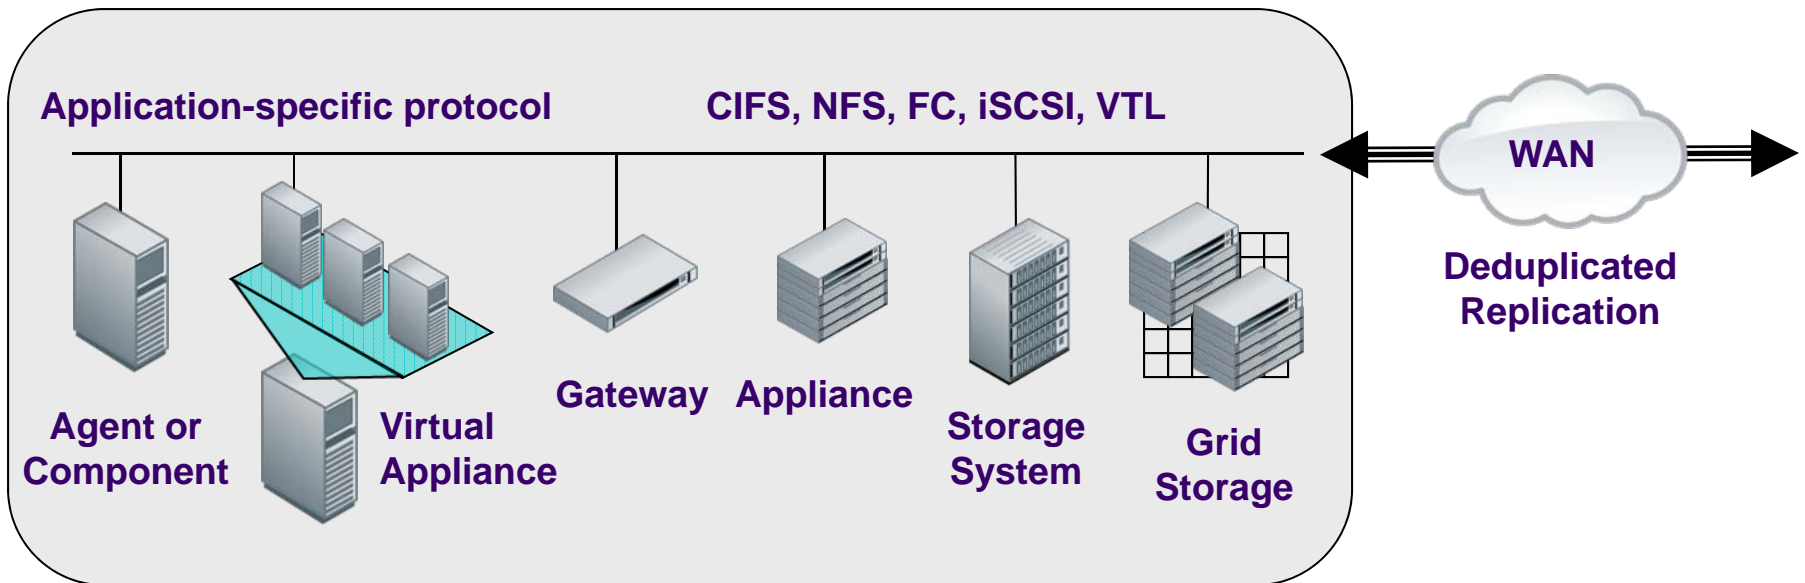 Application-specific protocol
CIFS, NFS, FC, iSCSI, VTL
WAN
Deduplicated
Replication
Agent or
Component
Virtual
Appliance
Gateway
Appliance
Storage
System
Grid
Storage